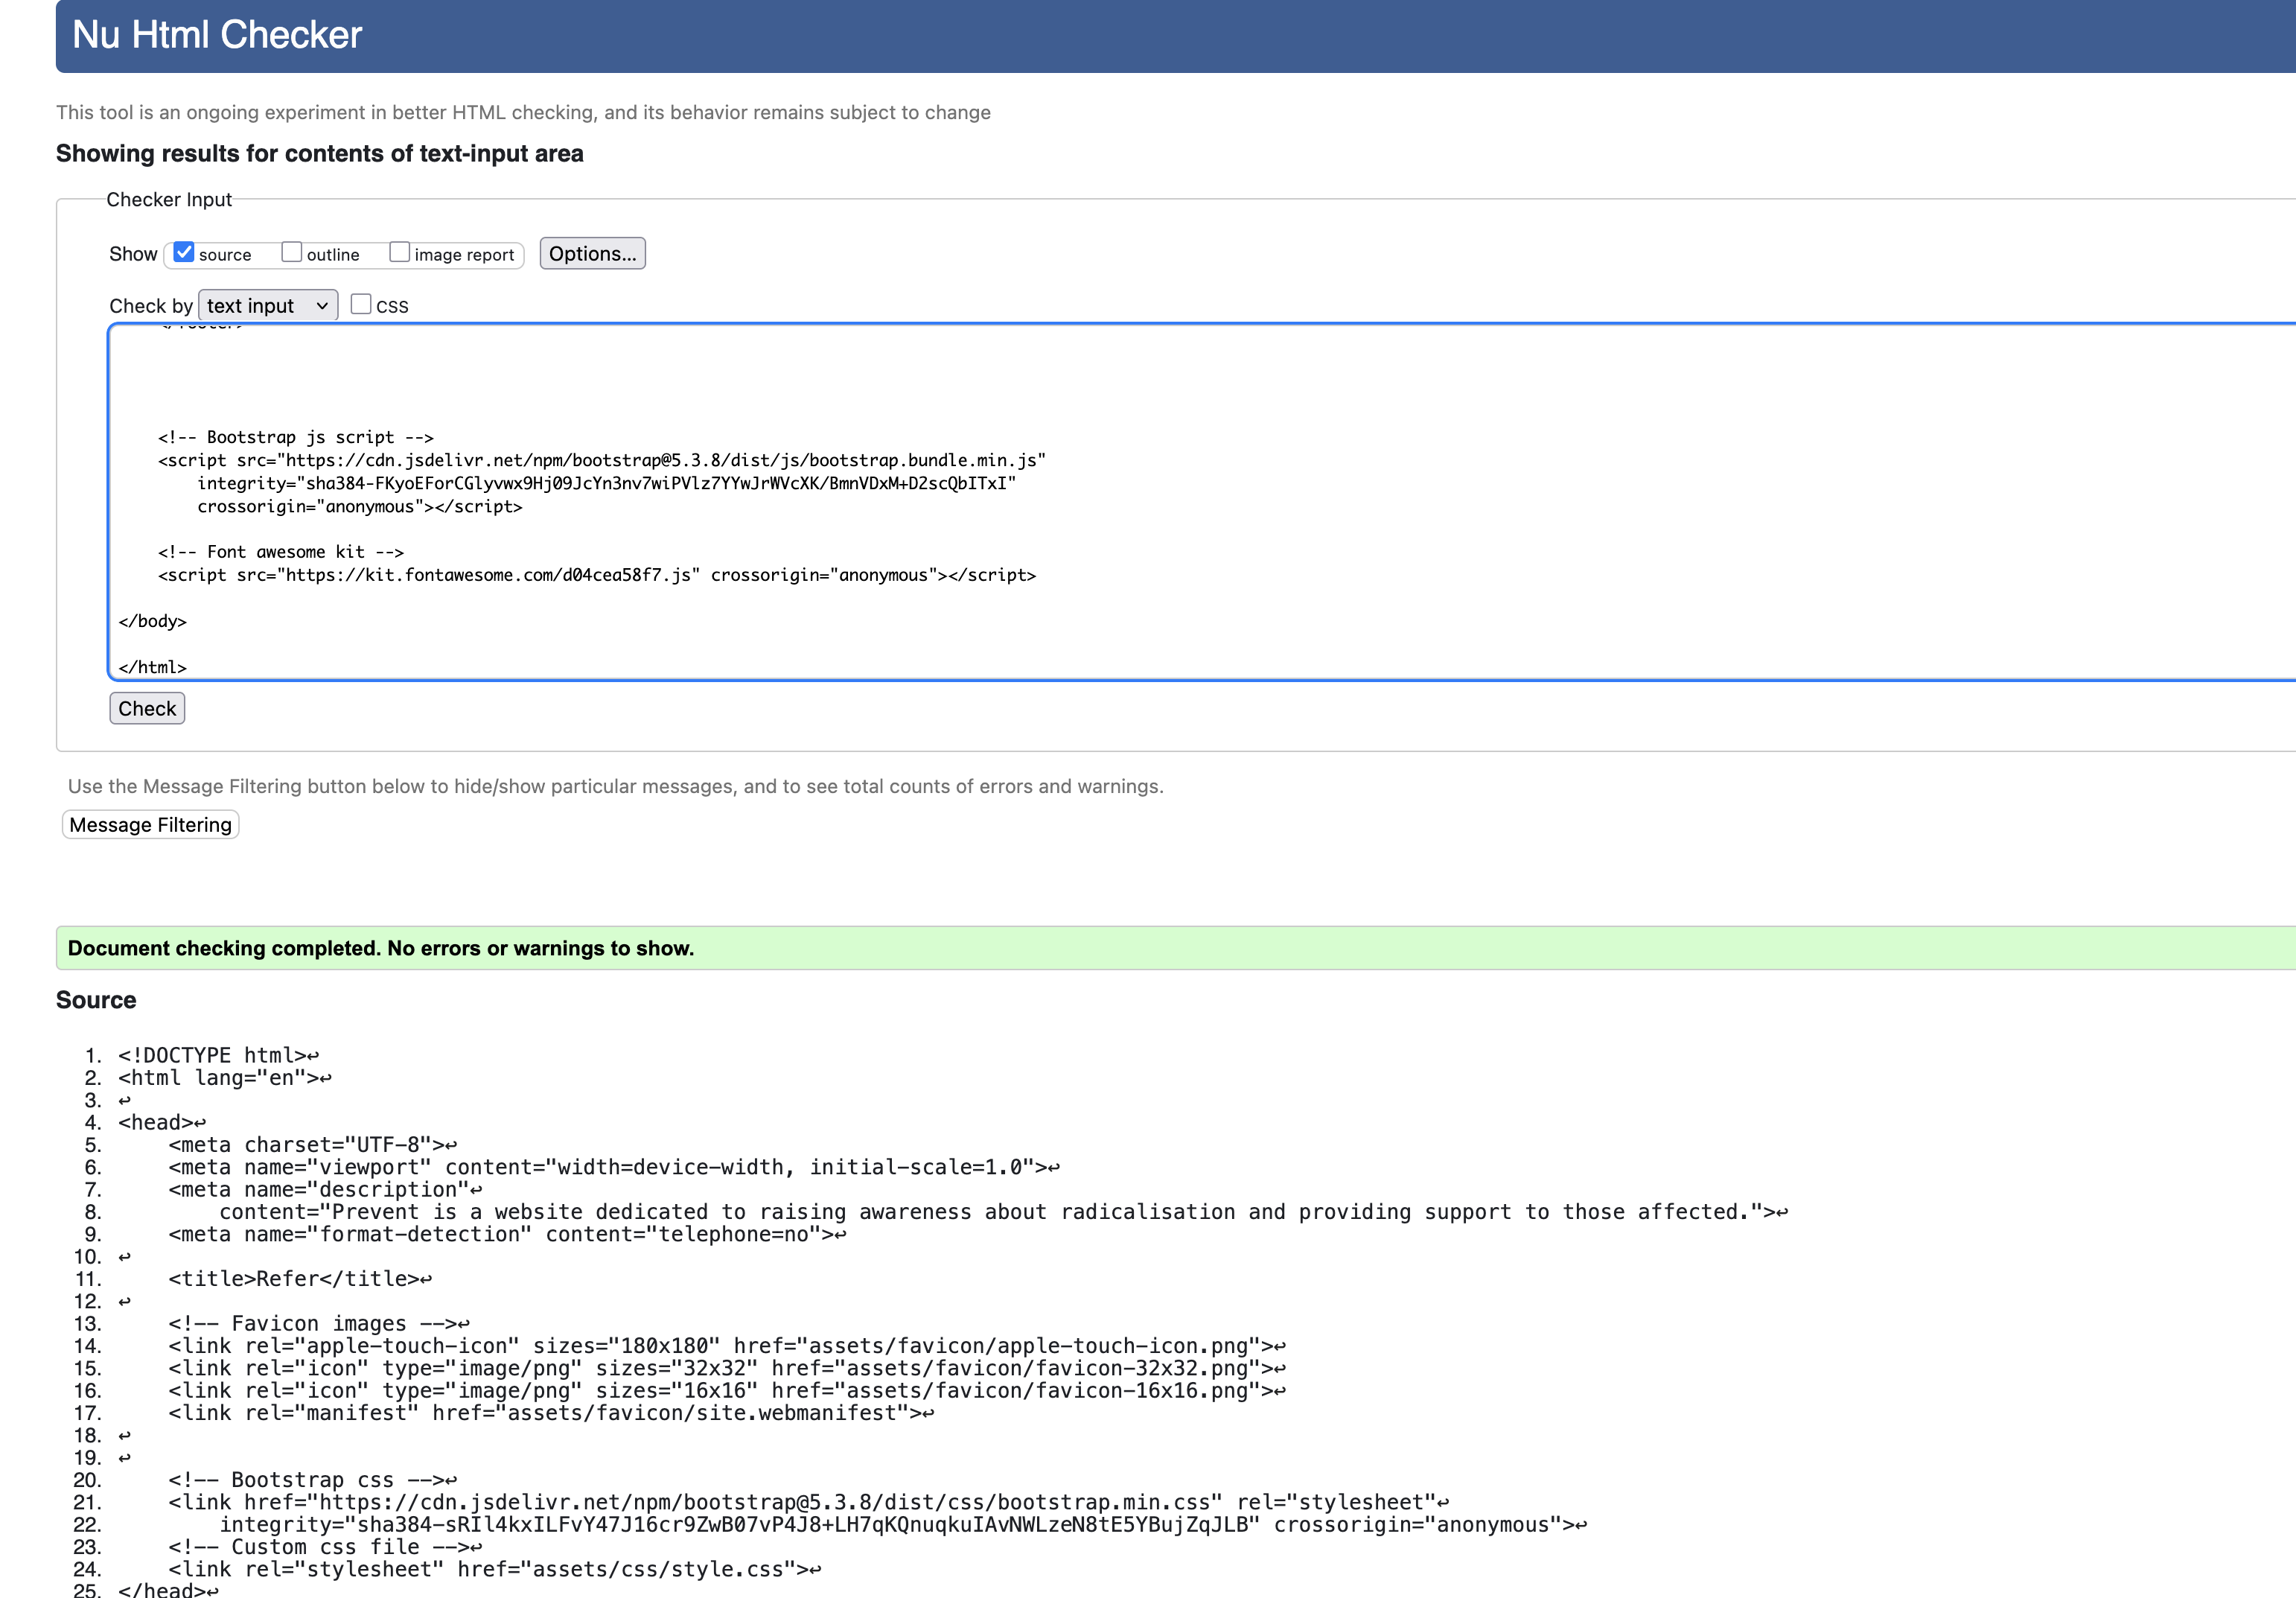 Nu Html Checker
This tool is an ongoing experiment in better HTML checking, and its behavior remains subject to change
Showing results for contents of text-input area
Checker Input
Show source outline image report Options...
Check by text input CSS
</footer>
<!-- Bootstrap js script -->
<script src="https://cdn.jsdelivr.net/npm/bootstrap@5.3.8/dist/js/bootstrap.bundle.min.js"
integrity="sha384-FKyoEForCGlyvwx9Hj09JcYn3nv7wiPVlz7YYwJrWVcXK/BmnVDxM+D2scQbITxI"
crossorigin="anonymous"></script>
<!-- Font awesome kit -->
<script src="https://kit.fontawesome.com/d04cea58f7.js" crossorigin="anonymous"></script>
</body>
</html>
Check
Use the Message Filtering button below to hide/show particular messages, and to see total counts of errors and warnings.
Message Filtering
Document checking completed. No errors or warnings to show.
Source
1. <!DOCTYPE html>↩
2. <html lang="en">↩
3. ↩
4. <head>↩
5. <meta charset="UTF-8">↩
6. <meta name="viewport" content="width=device-width, initial-scale=1.0">↩
7. <meta name="description"↩
8. content="Prevent is a website dedicated to raising awareness about radicalisation and providing support to those affected.">↩
9. <meta name="format-detection" content="telephone=no">↩
10. ↩
11. <title>Refer</title>↩
12. ↩
13. <!-- Favicon images -->↩
14. <link rel="apple-touch-icon" sizes="180x180" href="assets/favicon/apple-touch-icon.png">↩
15. <link rel="icon" type="image/png" sizes="32x32" href="assets/favicon/favicon-32x32.png">↩
16. <link rel="icon" type="image/png" sizes="16x16" href="assets/favicon/favicon-16x16.png">↩
17. <link rel="manifest" href="assets/favicon/site.webmanifest">↩
18. ↩
19. ↩
20. <!-- Bootstrap css -->↩
21. <link href="https://cdn.jsdelivr.net/npm/bootstrap@5.3.8/dist/css/bootstrap.min.css" rel="stylesheet"↩
22. integrity="sha384-sRIl4kxILFvY47J16cr9ZwB07vP4J8+LH7qKQnuqkuIAvNWLzeN8tE5YBujZqJLB" crossorigin="anonymous">↩
23. <!-- Custom css file -->↩
24. <link rel="stylesheet" href="assets/css/style.css">↩
25. </head>↩